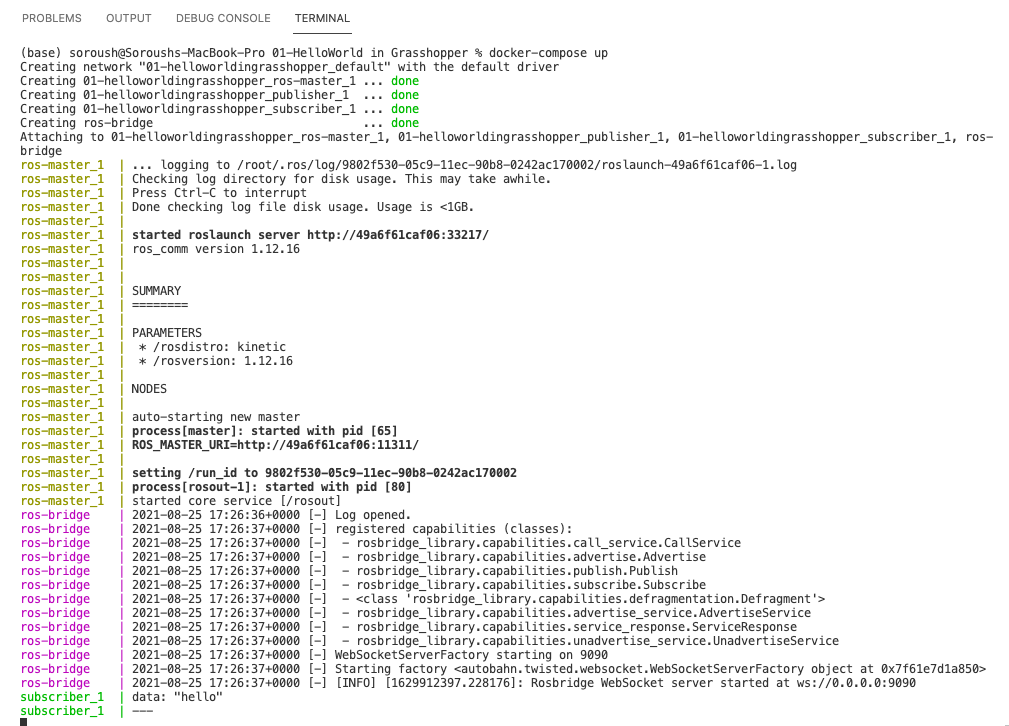 PROBLEMS OUTPUT DEBUG CONSOLE TERMINAL
(base) soroush@Soroushs-MacBook-Pro 01-HelloWorld in Grasshopper % docker-compose up
Creating network "01-helloworldingrasshopper_default" with the default driver
Creating 01-helloworldingrasshopper_ros-master_1 ... done
Creating 01-helloworldingrasshopper_publisher_1  ... done
Creating 01-helloworldingrasshopper_subscriber_1 ... done
Creating ros-bridge                              ... done
Attaching to 01-helloworldingrasshopper_ros-master_1, 01-helloworldingrasshopper_publisher_1, 01-helloworldingrasshopper_subscriber_1, ros-
bridge
ros-master_1  | ... logging to /root/.ros/log/9802f530-05c9-11ec-90b8-0242ac170002/roslaunch-49a6f61caf06-1.log
ros-master_1  | Checking log directory for disk usage. This may take awhile.
ros-master_1  | Press Ctrl-C to interrupt
ros-master_1  | Done checking log file disk usage. Usage is <1GB.
ros-master_1  |
ros-master_1  | started roslaunch server http://49a6f61caf06:33217/
ros-master_1  | ros_comm version 1.12.16
ros-master_1  |
ros-master_1  |
ros-master_1  | SUMMARY
ros-master_1  | ========
ros-master_1  |
ros-master_1  | PARAMETERS
ros-master_1  |  * /rosdistro: kinetic
ros-master_1  |  * /rosversion: 1.12.16
ros-master_1  |
ros-master_1  | NODES
ros-master_1  |
ros-master_1  | auto-starting new master
ros-master_1  | process[master]: started with pid [65]
ros-master_1  | ROS_MASTER_URI=http://49a6f61caf06:11311/
ros-master_1  |
ros-master_1  | setting /run_id to 9802f530-05c9-11ec-90b8-0242ac170002
ros-master_1  | process[rosout-1]: started with pid [80]
ros-master_1  | started core service [/rosout]
ros-bridge    | 2021-08-25 17:26:36+0000 [-] Log opened.
ros-bridge    | 2021-08-25 17:26:37+0000 [-] registered capabilities (classes):
ros-bridge    | 2021-08-25 17:26:37+0000 [-]  - rosbridge_library.capabilities.call_service.CallService
ros-bridge    | 2021-08-25 17:26:37+0000 [-]  - rosbridge_library.capabilities.advertise.Advertise
ros-bridge    | 2021-08-25 17:26:37+0000 [-]  - rosbridge_library.capabilities.publish.Publish
ros-bridge    | 2021-08-25 17:26:37+0000 [-]  - rosbridge_library.capabilities.subscribe.Subscribe
ros-bridge    | 2021-08-25 17:26:37+0000 [-]  - <class 'rosbridge_library.capabilities.defragmentation.Defragment'>
ros-bridge    | 2021-08-25 17:26:37+0000 [-]  - rosbridge_library.capabilities.advertise_service.AdvertiseService
ros-bridge    | 2021-08-25 17:26:37+0000 [-]  - rosbridge_library.capabilities.service_response.ServiceResponse
ros-bridge    | 2021-08-25 17:26:37+0000 [-]  - rosbridge_library.capabilities.unadvertise_service.UnadvertiseService
ros-bridge    | 2021-08-25 17:26:37+0000 [-] WebSocketServerFactory starting on 9090
ros-bridge    | 2021-08-25 17:26:37+0000 [-] Starting factory <autobahn.twisted.websocket.WebSocketServerFactory object at 0x7f61e7d1a850>
ros-bridge    | 2021-08-25 17:26:37+0000 [-] [INFO] [1629912397.228176]: Rosbridge WebSocket server started at ws://0.0.0.0:9090
subscriber_1  | data: "hello"
subscriber_1  | ---